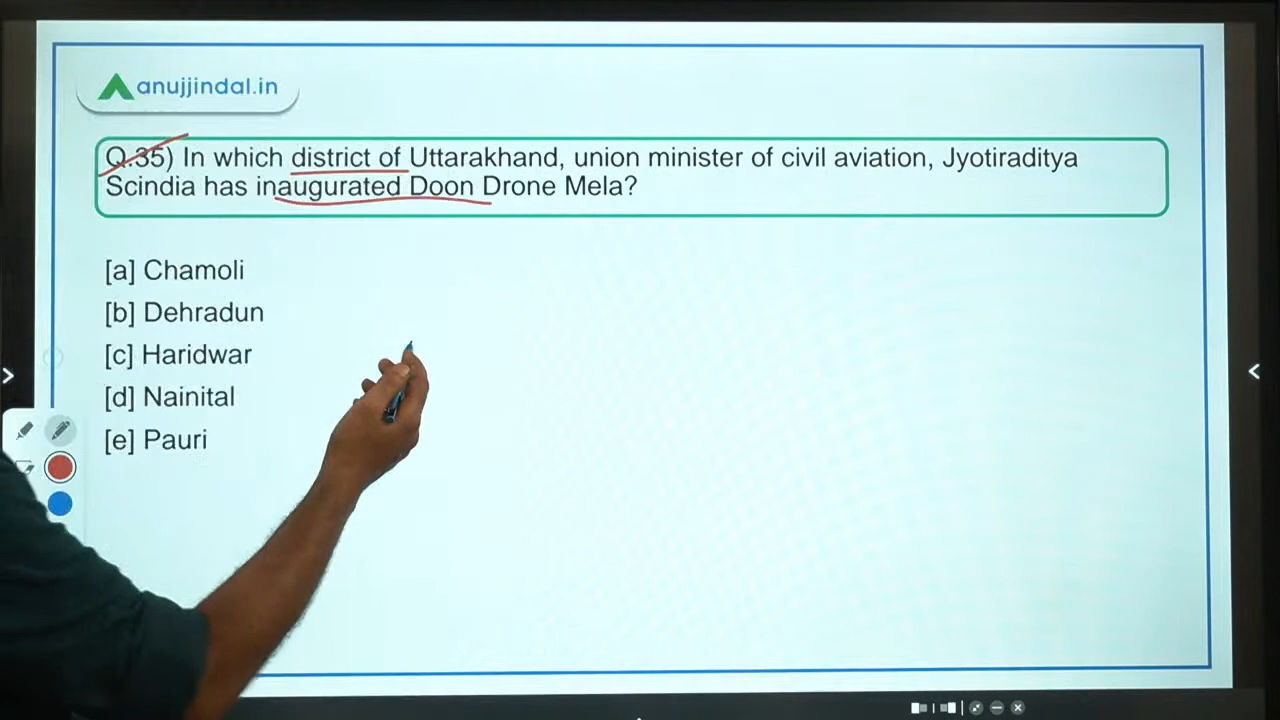 anujjindal.in
Q.35) In which district of Uttarakhand, union minister of civil aviation, Jyotiraditya
Scindia has inaugurated Doon Drone Mela?
[a] Chamoli
[b] Dehradun
[c] Haridwar
[d] Nainital
[e] Pauri